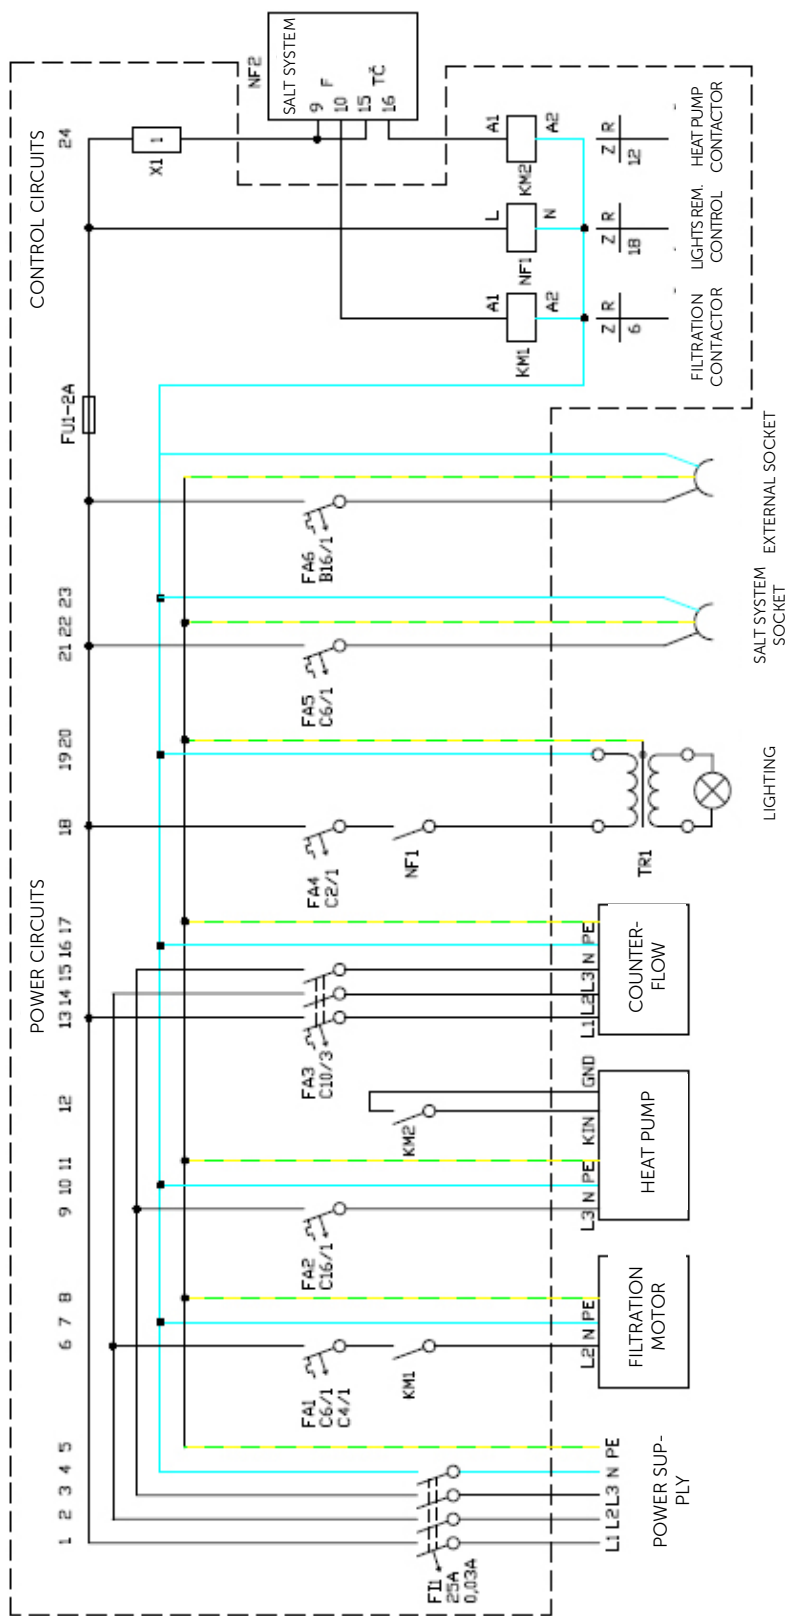 CONTROL CIRCUITS
POWER CIRCUITS
1 2 3 4 5 6 7 8 9 10 11 12 13 14 15 16 17 18 19 20 21 22 23 24
FU1-2A
X1
1
NF2
SALT SYSTEM
9 F
10
15 TČ
16
FI1
25A
0,03A
FA1
C6/1
C4/1
KM1
FA2
C16/1
KM2
FA3
C10/3
FA4
C2/1
NF1
FA5
C6/1
FA6
B16/1
KM1
A1
A2
NF1
L
N
KM2
A1
A2
Z R
6
Z R
18
Z R
12
FILTRATION
CONTACTOR
LIGHTS REM.
CONTROL
HEAT PUMP
CONTACTOR
L1 L2 L3 N PE
POWER SUP-
PLY
L2 N PE
FILTRATION
MOTOR
L3 N PE KIN GND
HEAT PUMP
L1 L2 L3 N PE
COUNTER-
FLOW
TR1
LIGHTING
SALT SYSTEM
SOCKET
EXTERNAL SOCKET